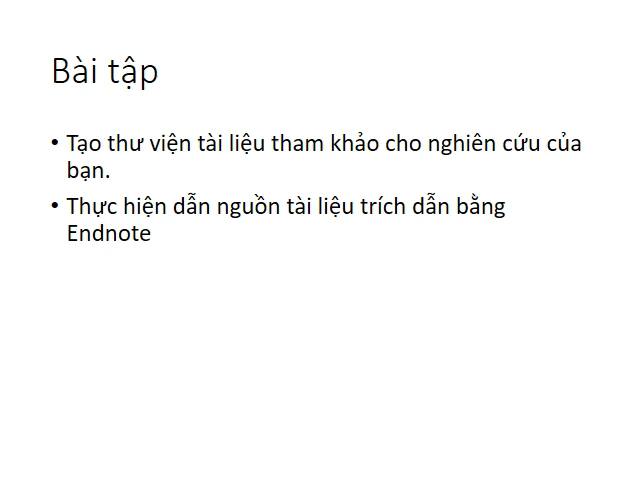 Bài tập
• Tạo thư viện tài liệu tham khảo cho nghiên cứu của
bạn.
• Thực hiện dẫn nguồn tài liệu trích dẫn bằng
Endnote